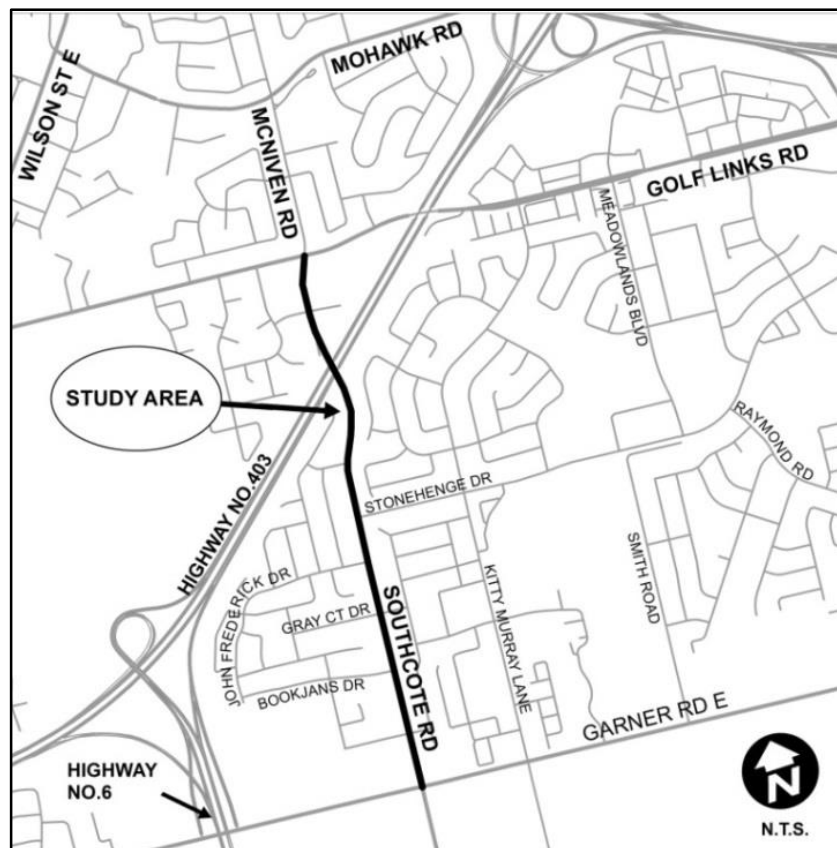 MOHAWK RD
WILSON ST E
MCNIVEN RD
GOLF LINKS RD
MEADOWLANDS BLVD
STUDY AREA
RAYMOND RD
HIGHWAY NO.403
STONEHENGE DR
SMITH ROAD
JOHN FREDERICK DR
KITTY MURRAY LANE
SOUTHCOTE RD
GRAY CT DR
BOOKJANS DR
GARNER RD E
HIGHWAY
NO.6
N
N.T.S.